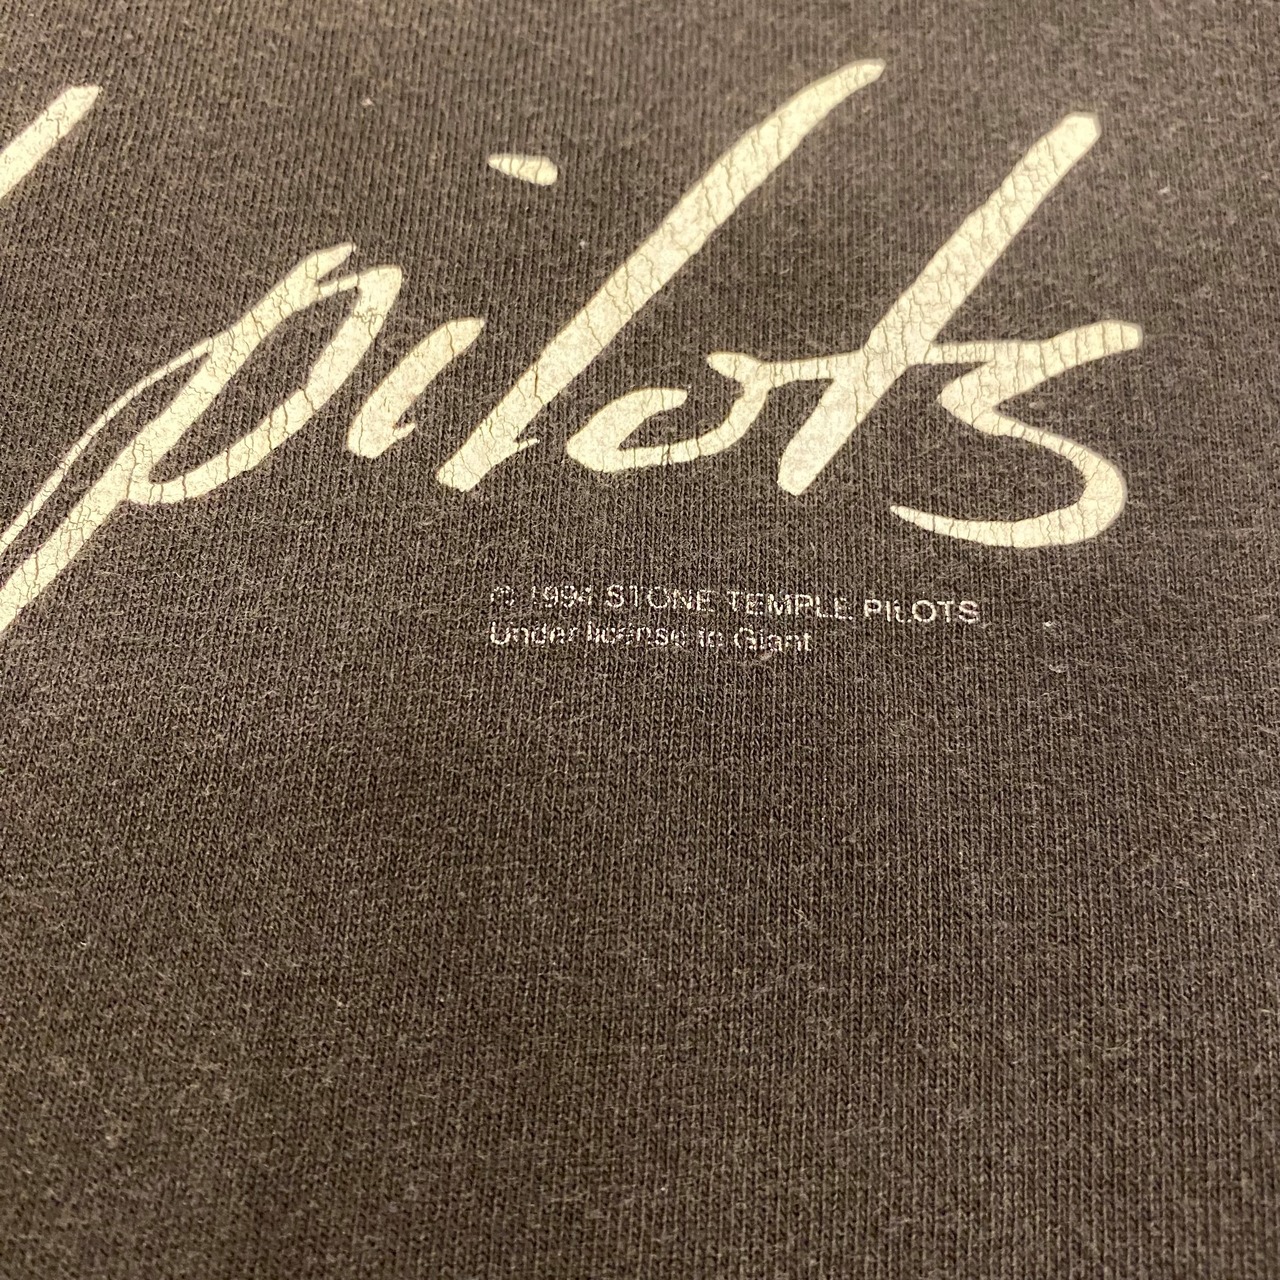 pilots
© 1994 STONE TEMPLE PILOTS
Under license to Giant